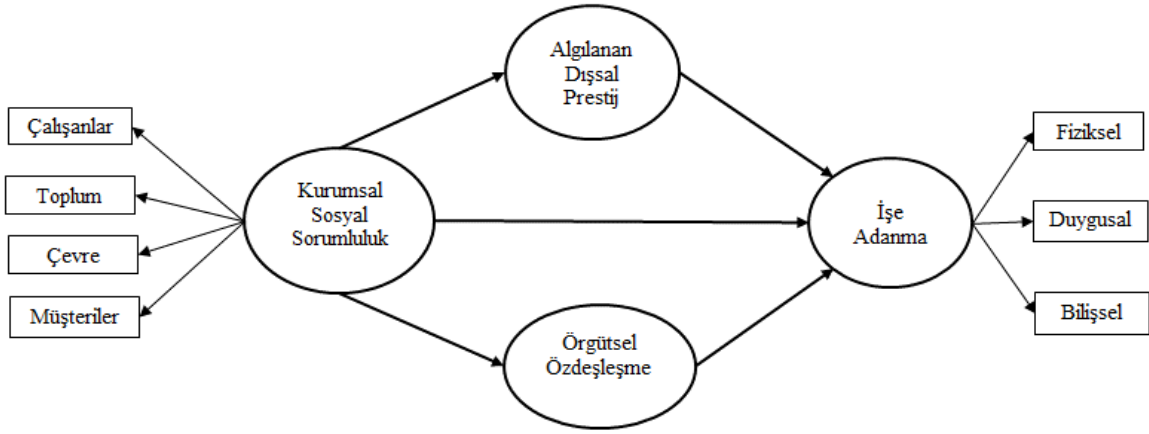 Algılanan
Dışsal
Prestij
Çalışanlar
Toplum
Çevre
Müşteriler
Kurumsal
Sosyal
Sorumluluk
İşe
Adanma
Fiziksel
Duygusal
Bilişsel
Örgütsel
Özdeşleşme